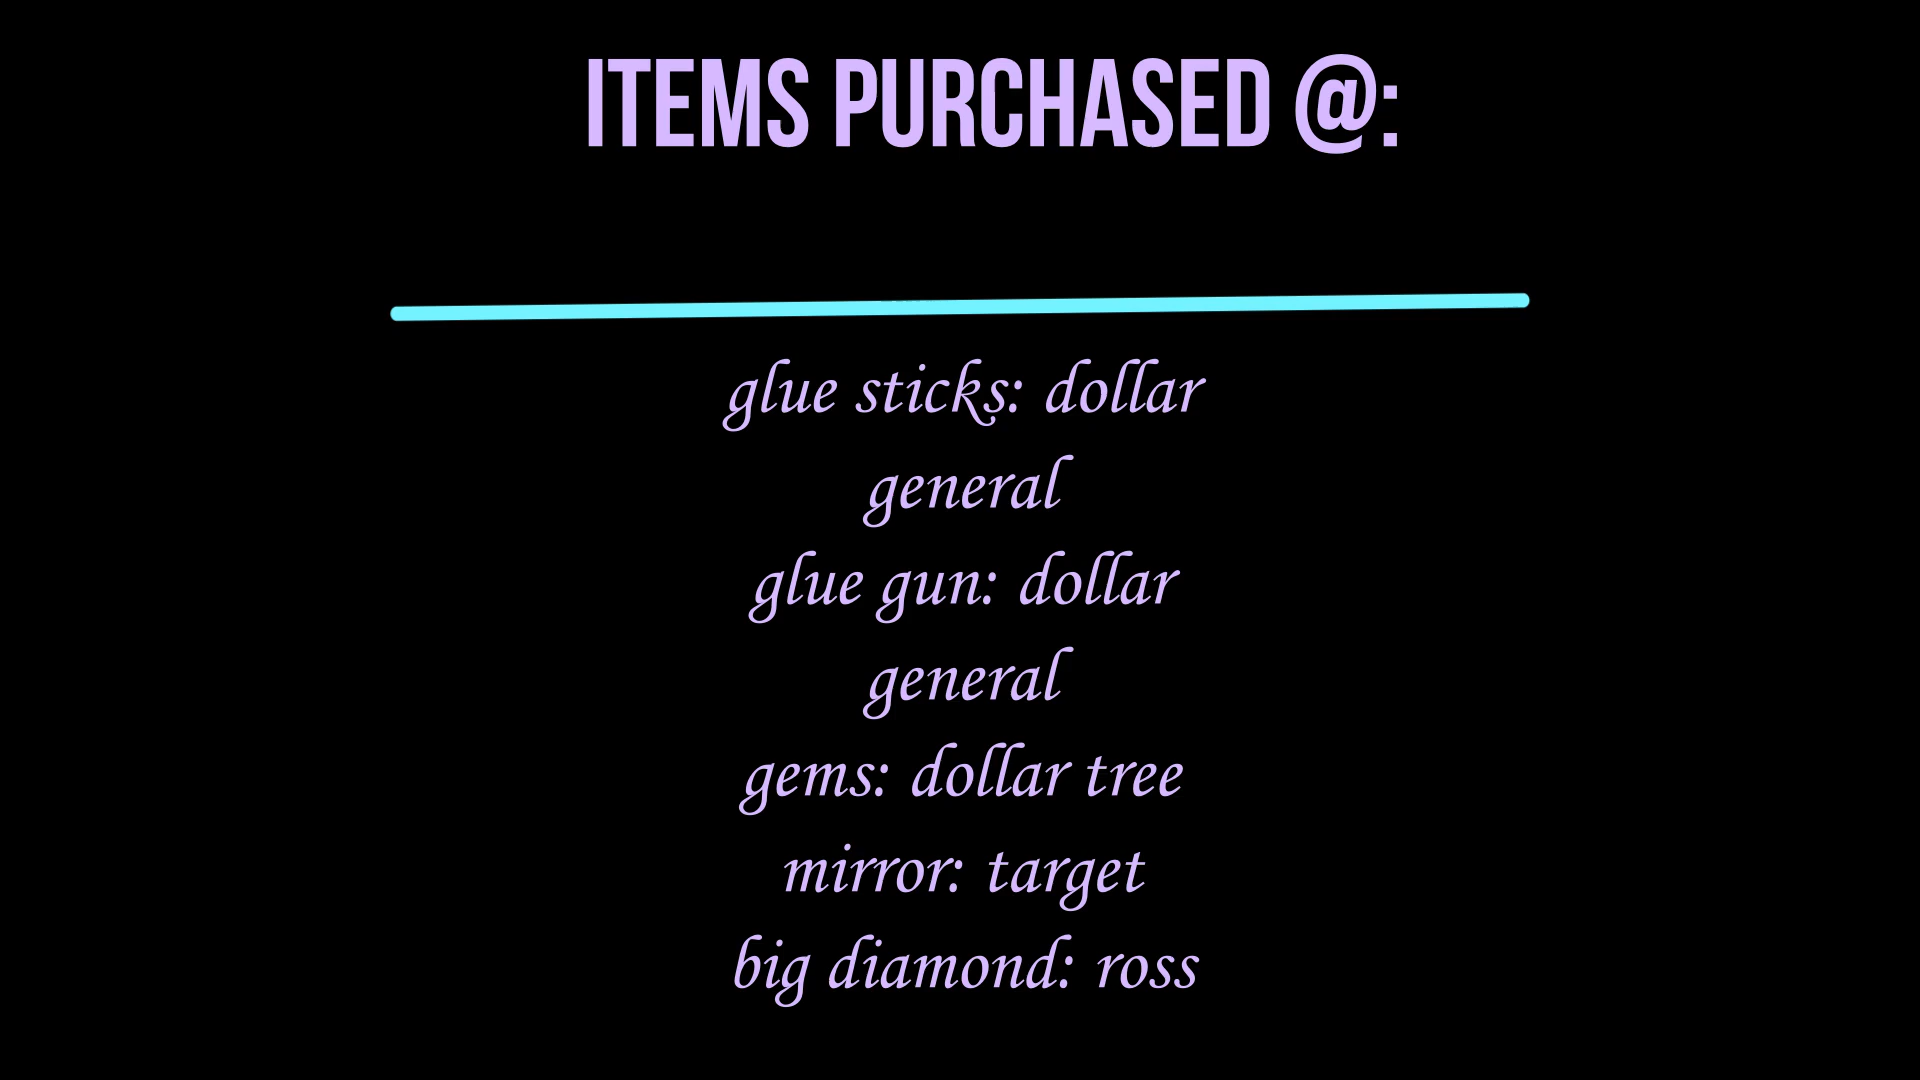 ITEMS PURCHASED @:
glue sticks: dollar
general
glue gun: dollar
general
gems: dollar tree
mirror: target
big diamond: ross